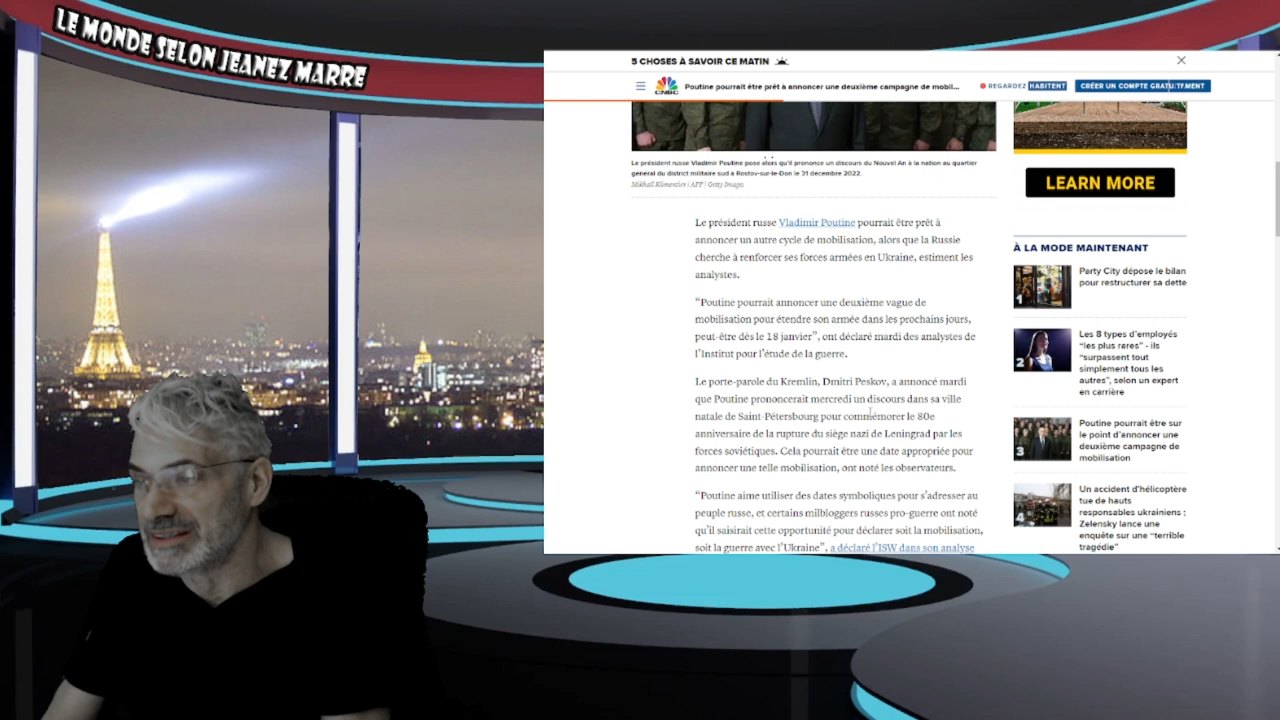 LE MONDE SELON JEANEZ MARRE
5 CHOSES À SAVOIR CE MATIN
CNBC
Poutine pourrait être prêt à annoncer une deuxième campagne de mobil...
REGARDEZ HABITENT
CRÉER UN COMPTE GRATUITEMENT
Le président russe Vladimir Poutine pose alors qu'il prononce un discours du Nouvel An à la nation au quartier
général du district militaire sud à Rostov-sur-le-Don le 31 décembre 2022.
Mikhail Klimentiev | AFP | Getty Images
Le président russe Vladimir Poutine pourrait être prêt à
annoncer un autre cycle de mobilisation, alors que la Russie
cherche à renforcer ses forces armées en Ukraine, estiment les
analystes.
“Poutine pourrait annoncer une deuxième vague de
mobilisation pour étendre son armée dans les prochains jours,
peut-être dès le 18 janvier”, ont déclaré mardi des analystes de
l’Institut pour l’étude de la guerre.
Le porte-parole du Kremlin, Dmitri Peskov, a annoncé mardi
que Poutine prononcerait mercredi un discours dans sa ville
natale de Saint-Pétersbourg pour commémorer le 80e
anniversaire de la rupture du siège nazi de Leningrad par les
forces soviétiques. Cela pourrait être une date appropriée pour
annoncer une telle mobilisation, ont noté les observateurs.
“Poutine aime utiliser des dates symboliques pour s’adresser au
peuple russe, et certains milbloggers russes pro-guerre ont noté
qu’il saisirait cette opportunité pour déclarer soit la mobilisation,
soit la guerre avec l’Ukraine”, a déclaré l’ISW dans son analyse
LEARN MORE
À LA MODE MAINTENANT
1
Party City dépose le bilan
pour restructurer sa dette
2
Les 8 types d’employés
“les plus rares” - ils
“surpassent tout
simplement tous les
autres”, selon un expert
en carrière
3
Poutine pourrait être sur
le point d’annoncer une
deuxième campagne de
mobilisation
4
Un accident d’hélicoptère
tue de hauts
responsables ukrainiens ;
Zelensky lance une
enquête sur une “terrible
tragédie”